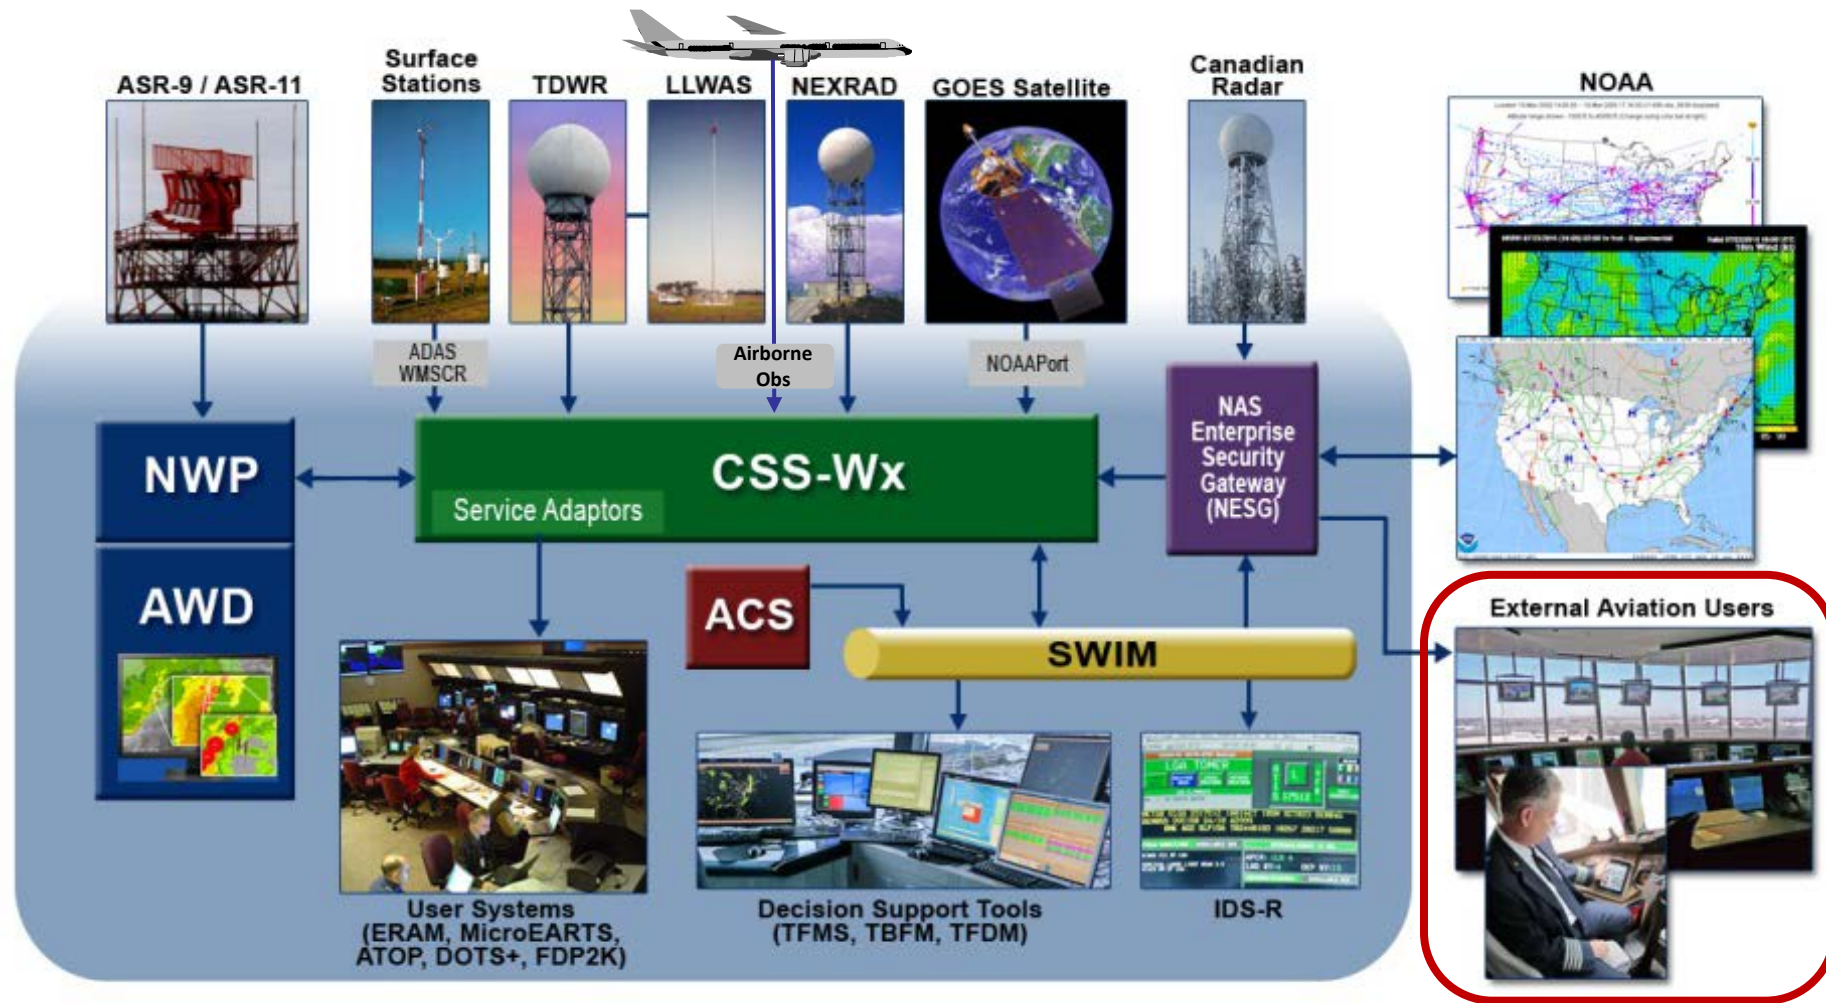 ASR-9 / ASR-11
Surface
Stations
TDWR
LLWAS
NEXRAD
GOES Satellite
Canadian
Radar
NOAA
ADAS
WMSCR
Airborne
Obs
NOAAPort
NWP
AWD
CSS-Wx
Service Adaptors
NAS
Enterprise
Security
Gateway
(NESG)
ACS
SWIM
External Aviation Users
LGA TOWER
User Systems
(ERAM, MicroEARTS,
ATOP, DOTS+, FDP2K)
Decision Support Tools
(TFMS, TBFM, TFDM)
IDS-R